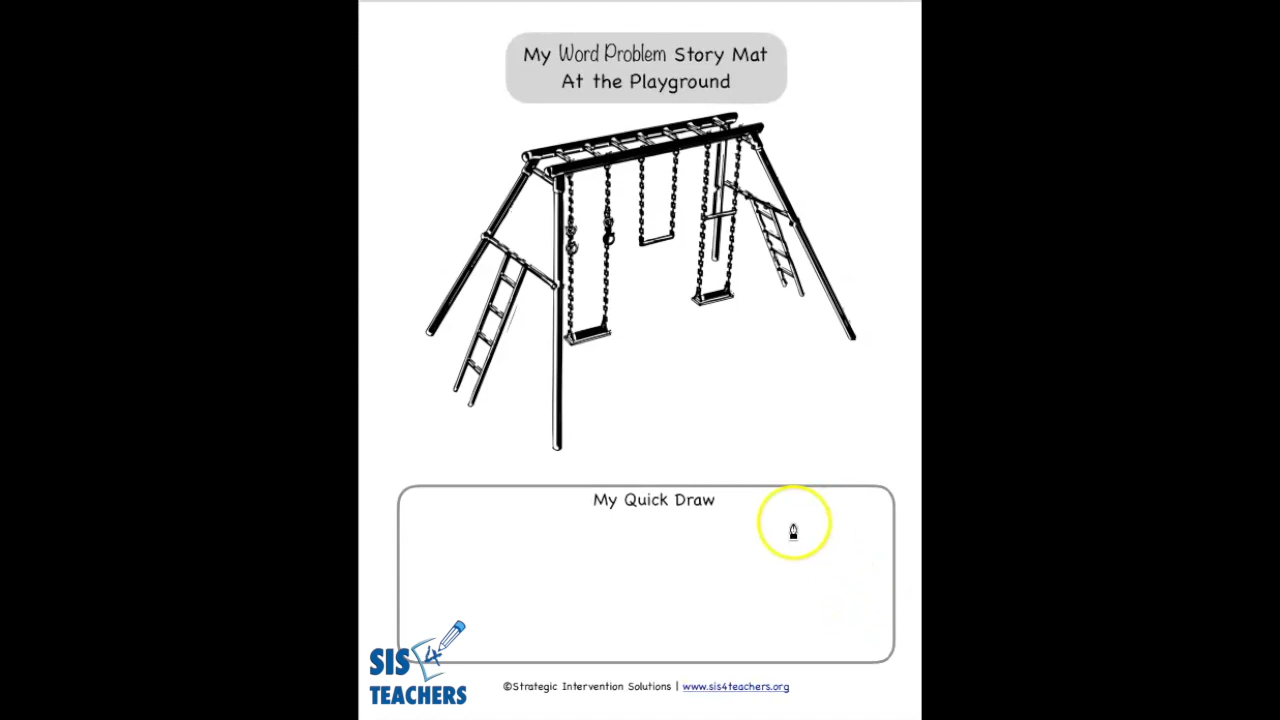 My Word Problem Story Mat
At the Playground
My Quick Draw
SIS 4
TEACHERS
©Strategic Intervention Solutions | www.sis4teachers.org